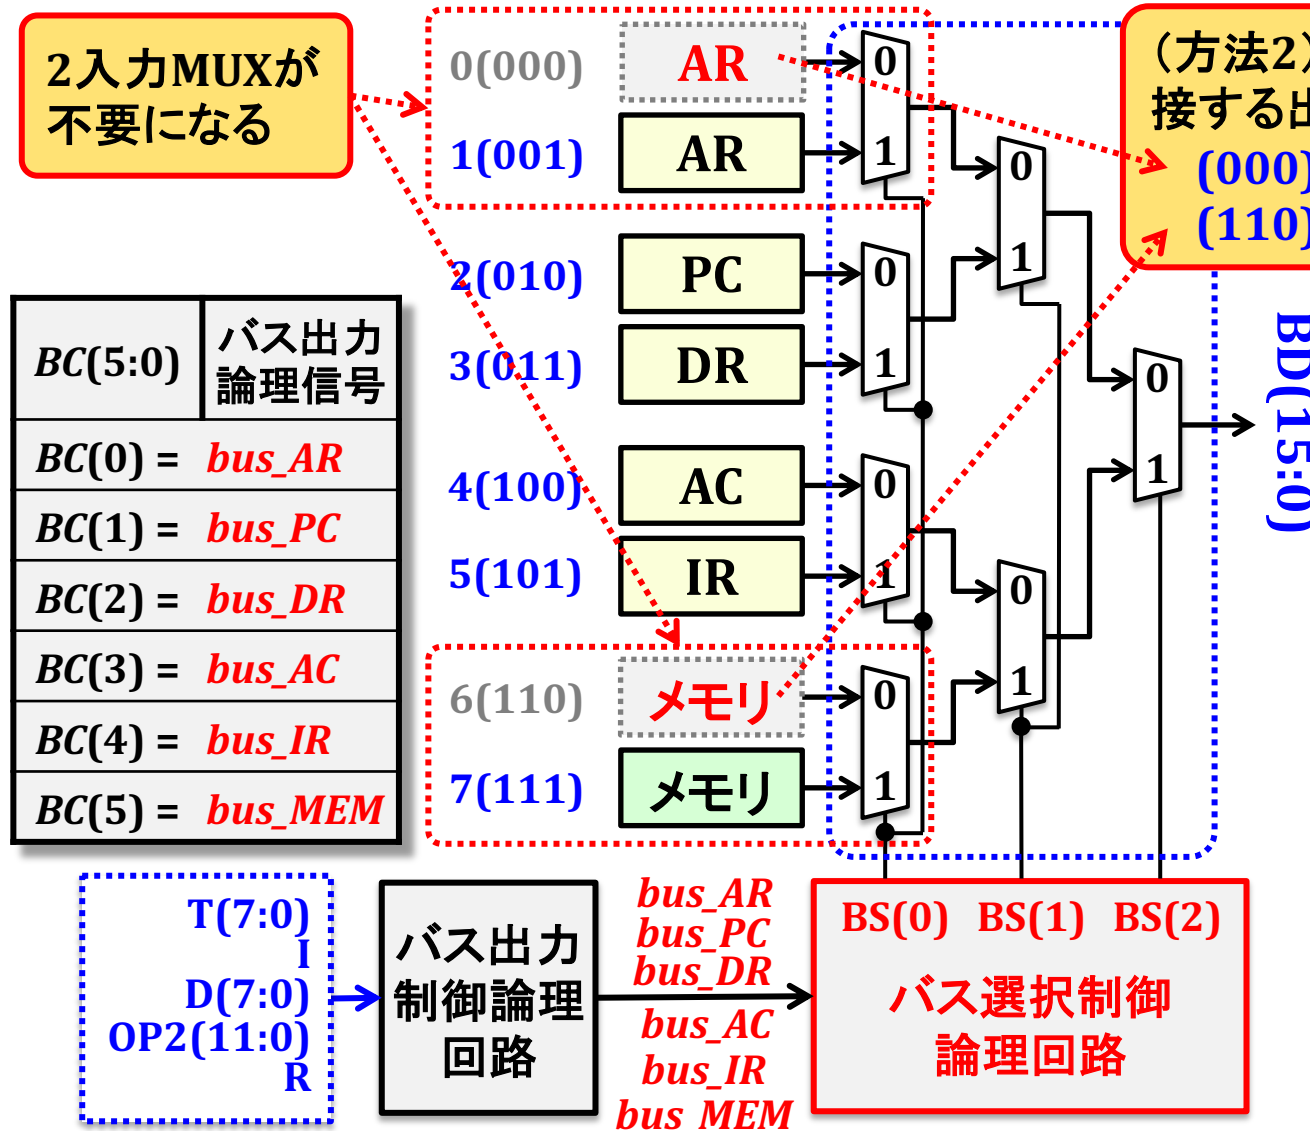 2入力MUXが
不要になる
0(000)
AR
1(001)
AR
2(010)
PC
3(011)
DR
4(100)
AC
5(101)
IR
6(110)
メモリ
7(111)
メモリ
0
1
0
1
0
1
0
1
0
1
0
1
0
1
（方法2）
接する出
(000)
(110)
BD(15:0)
BC(5:0)
バス出力
論理信号
BC(0) = bus_AR
BC(1) = bus_PC
BC(2) = bus_DR
BC(3) = bus_AC
BC(4) = bus_IR
BC(5) = bus_MEM
T(7:0)
I
D(7:0)
OP2(11:0)
R
バス出力
制御論理
回路
bus_AR
bus_PC
bus_DR
bus_AC
bus_IR
bus MEM
BS(0) BS(1) BS(2)
バス選択制御
論理回路